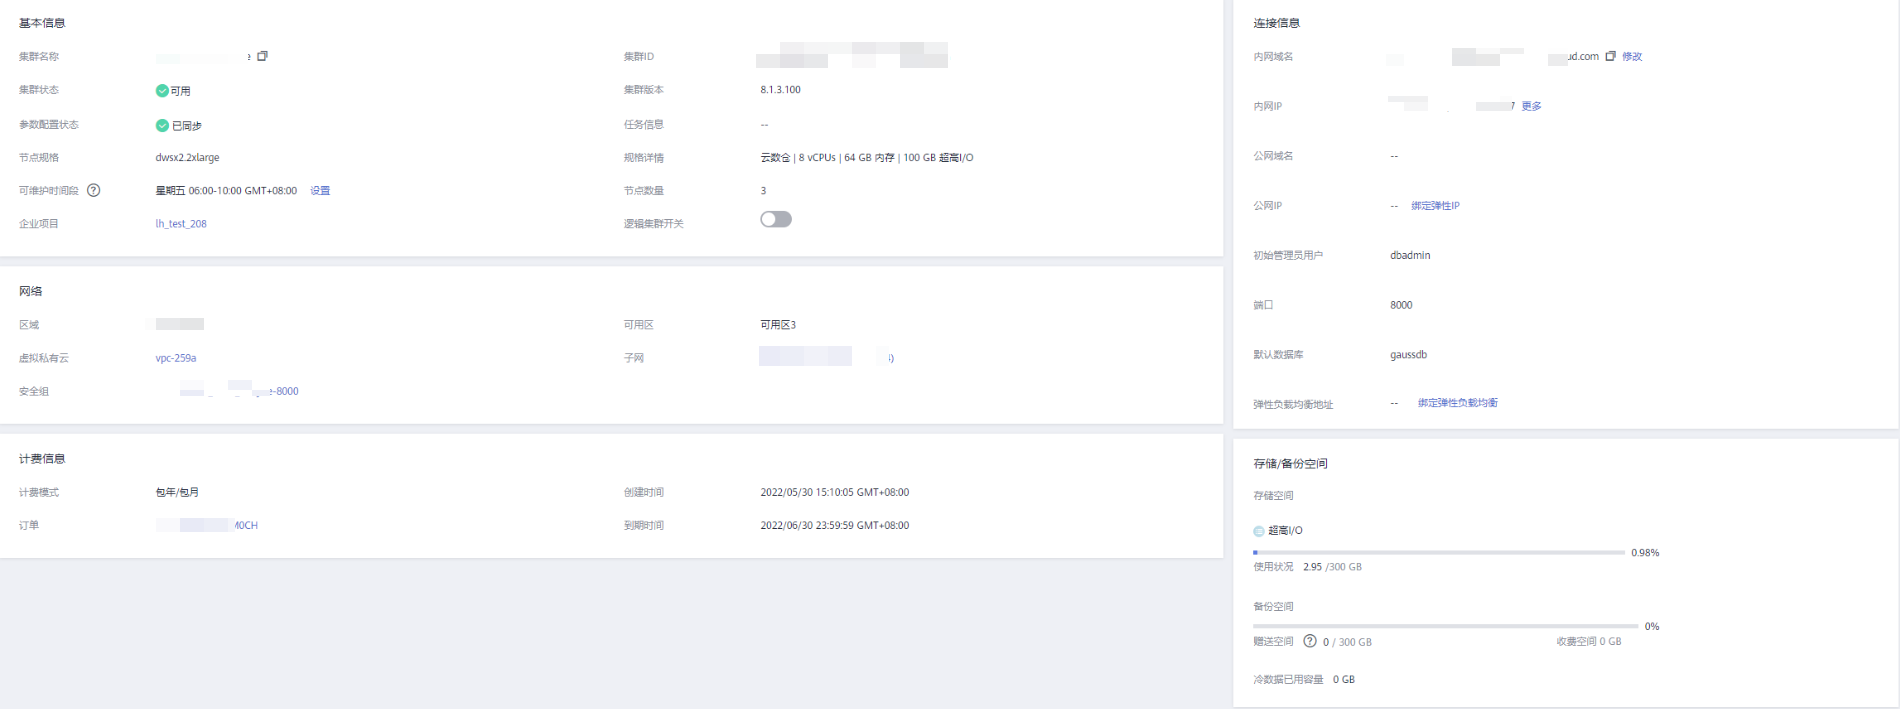 基本信息
集群名称 e
集群ID
集群状态 可用
集群版本 8.1.3.100
参数配置状态 已同步
任务信息 --
节点规格 dwsx2.2xlarge
规格详情 云数仓 | 8 vCPUs | 64 GB 内存 | 100 GB 超高I/O
可维护时间段 ? 星期五 06:00-10:00 GMT+08:00 设置
节点数量 3
企业项目 lh_test_208
逻辑集群开关
网络
区域
可用区 可用区3
虚拟私有云 vpc-259a
子网 )
安全组 e-8000
计费信息
计费模式 包年/包月
创建时间 2022/05/30 15:10:05 GMT+08:00
订单 M0CH
到期时间 2022/06/30 23:59:59 GMT+08:00
连接信息
内网域名 ud.com 修改
内网IP 7 更多
公网域名 --
公网IP -- 绑定弹性IP
初始管理员用户 dbadmin
端口 8000
默认数据库 gaussdb
弹性负载均衡地址 -- 绑定弹性负载均衡
存储/备份空间
存储空间
超高I/O
0.98%
使用状况 2.95 /300 GB
备份空间
0%
赠送空间 ? 0 / 300 GB 收费空间 0 GB
冷数据已用容量 0 GB